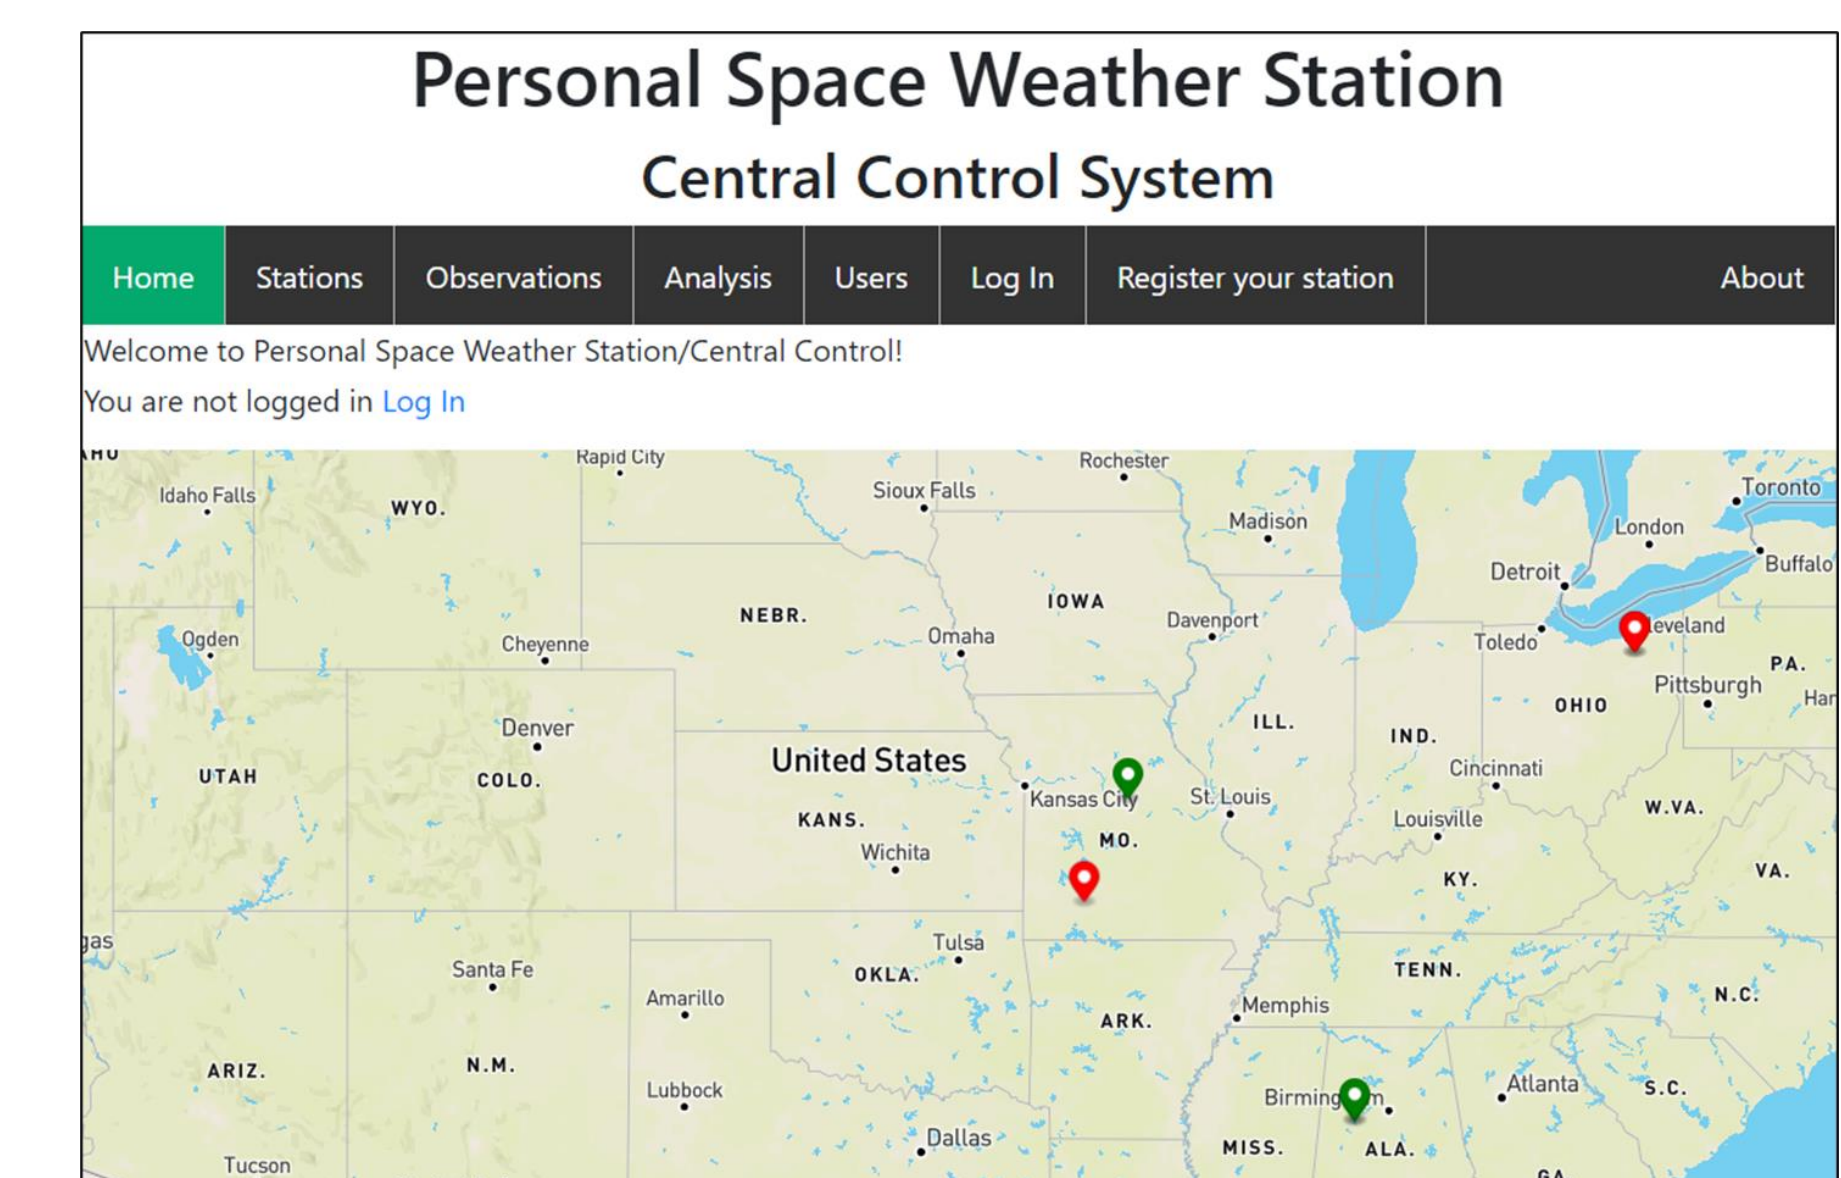 Personal Space Weather Station
Central Control System
Home Stations Observations Analysis Users Log In Register your station About
Welcome to Personal Space Weather Station/Central Control!
You are not logged in Log In
Rapid City
Rochester
Idaho Falls
WYO.
Sioux Falls
Toronto
Madison
London
Detroit
Buffalo
NEBR.
IOWA
Davenport
Ogden
Cheyenne
Omaha
Toledo
leveland
PA.
Pittsburgh
Har
OHIO
Denver
ILL.
IND.
United States
UTAH
COLO.
Cincinnati
Kansas City
St. Louis
W.VA.
KANS.
Louisville
MO.
Wichita
VA.
KY.
gas
Tulsa
Santa Fe
OKLA.
TENN.
Amarillo
N.C.
Memphis
ARK.
ARIZ.
N.M.
Lubbock
Atlanta
S.C.
Birming m
Dallas
MISS.
ALA.
Tucson